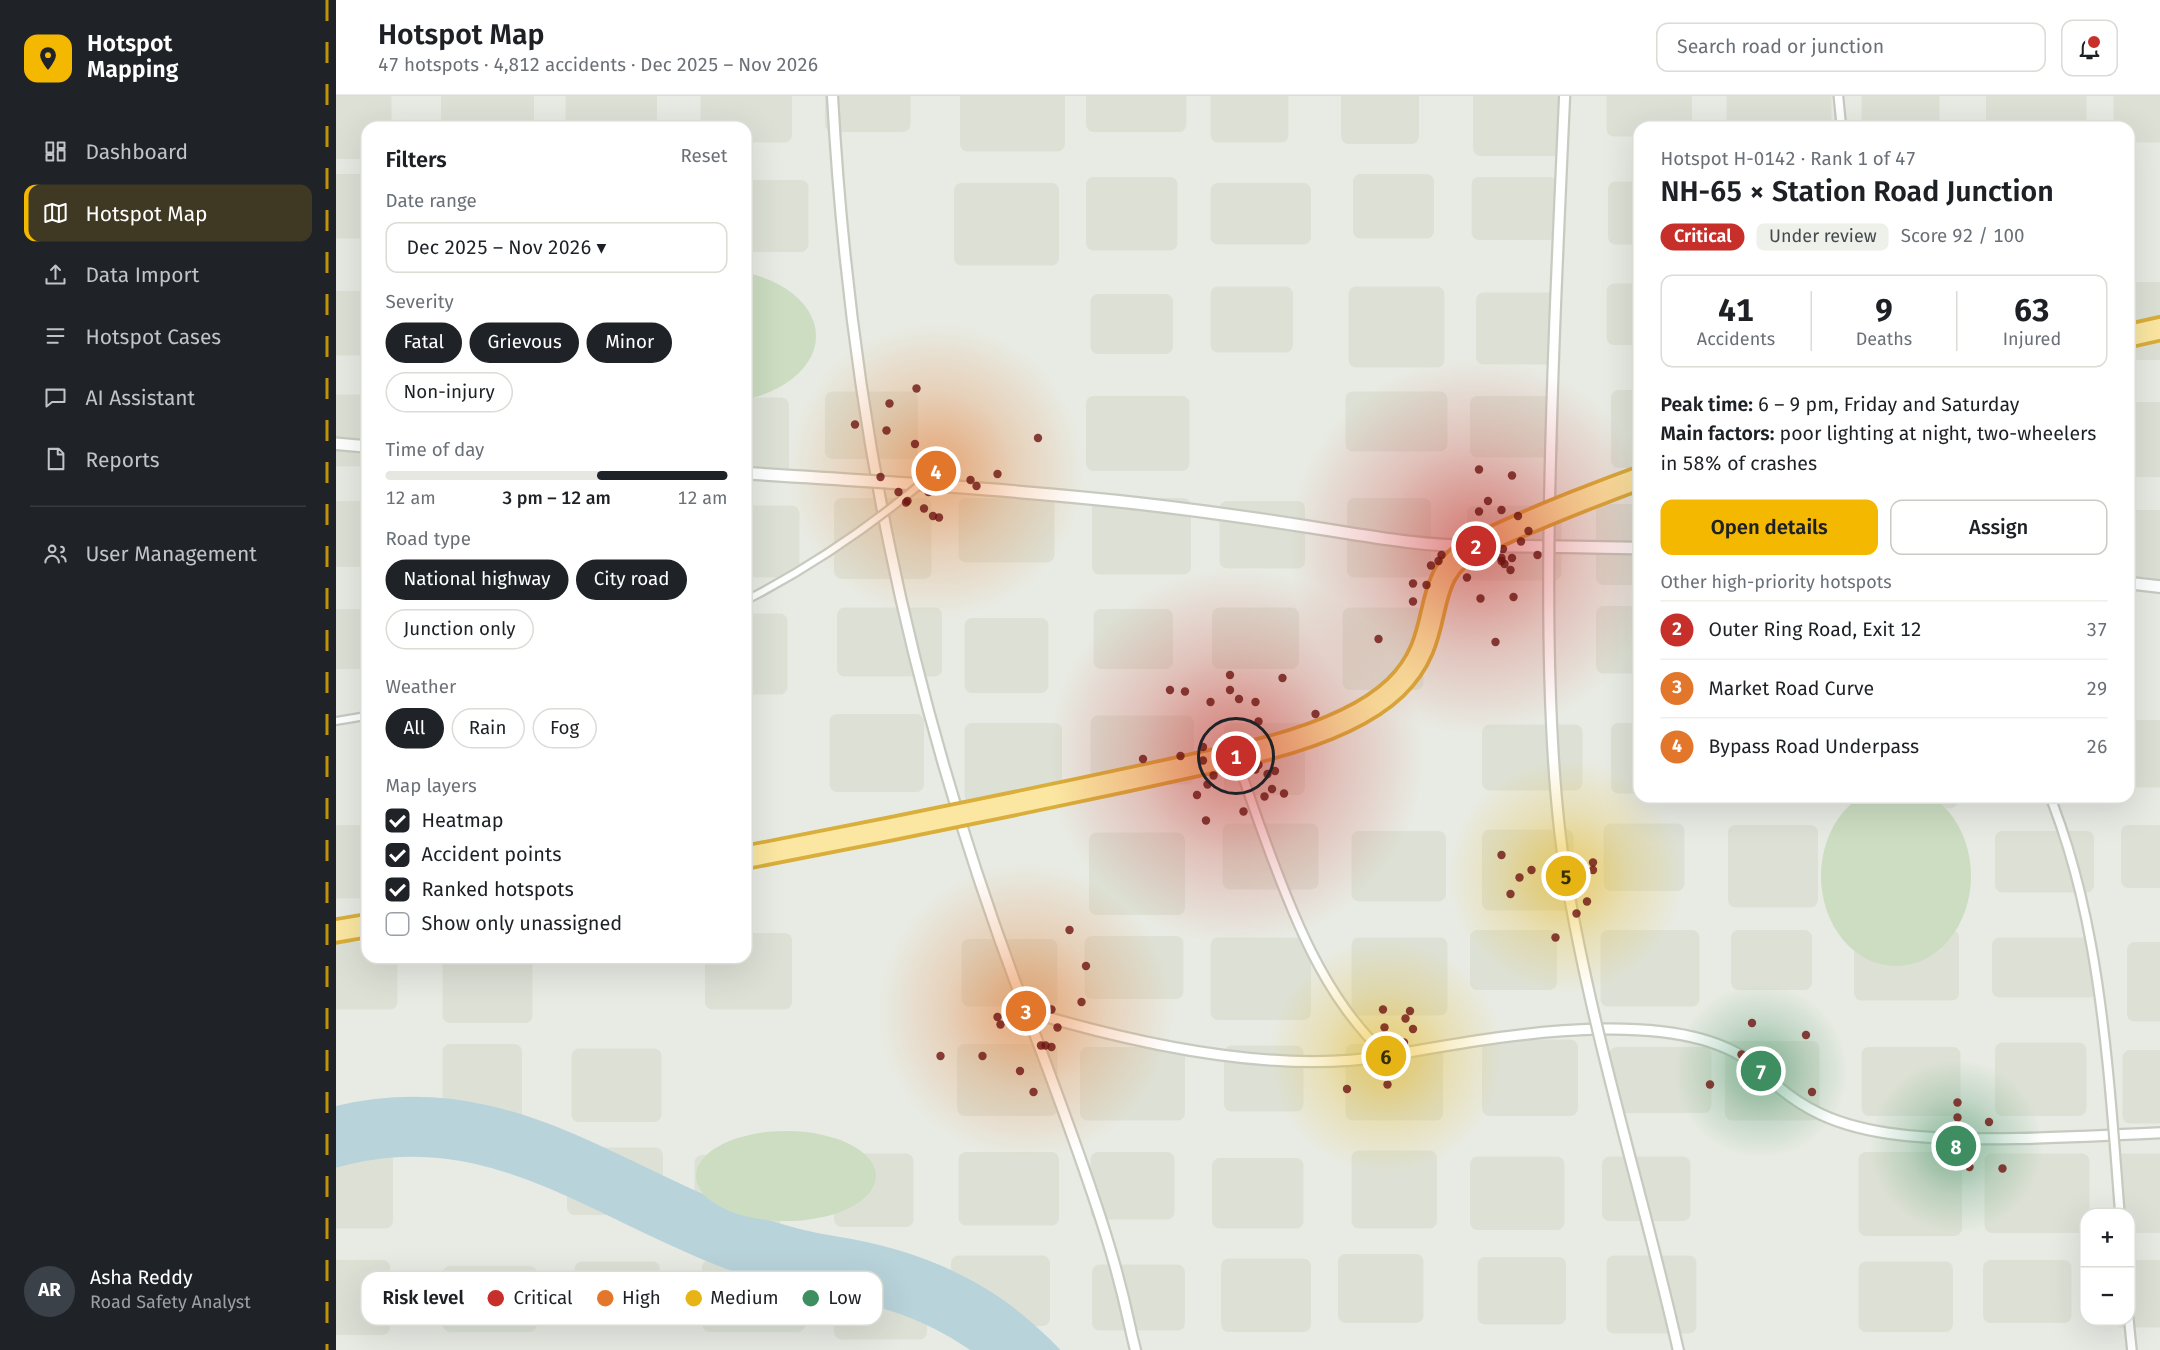 Hotspot
Mapping
Dashboard
Hotspot Map
Data Import
Hotspot Cases
AI Assistant
Reports
User Management
AR
Asha Reddy
Road Safety Analyst
Hotspot Map
47 hotspots · 4,812 accidents · Dec 2025 – Nov 2026
Search road or junction
Filters
Reset
Date range
Dec 2025 – Nov 2026 ▾
Severity
Fatal
Grievous
Minor
Non-injury
Time of day
12 am
3 pm – 12 am
12 am
Road type
National highway
City road
Junction only
Weather
All
Rain
Fog
Map layers
Heatmap
Accident points
Ranked hotspots
Show only unassigned
4
2
1
5
3
6
7
8
Risk level
Critical
High
Medium
Low
Hotspot H-0142 · Rank 1 of 47
NH-65 × Station Road Junction
Critical
Under review
Score 92 / 100
41
Accidents
9
Deaths
63
Injured
Peak time: 6 – 9 pm, Friday and Saturday
Main factors: poor lighting at night, two-wheelers
in 58% of crashes
Open details
Assign
Other high-priority hotspots
2 Outer Ring Road, Exit 12 37
3 Market Road Curve 29
4 Bypass Road Underpass 26
+
−